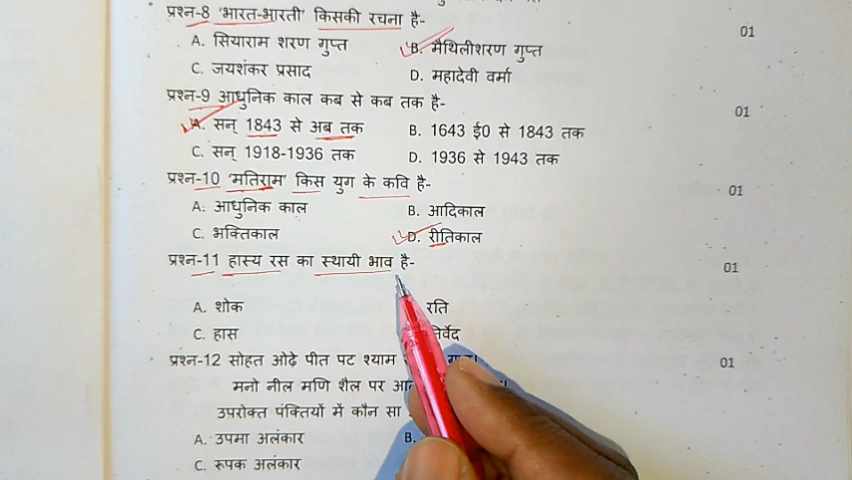 प्रश्न-8 'भारत-भारती' किसकी रचना है-
01
A. सियाराम शरण गुप्त B. मैथिलीशरण गुप्त
C. जयशंकर प्रसाद D. महादेवी वर्मा
प्रश्न-9 आधुनिक काल कब से कब तक है-
01
A. सन् 1843 से अब तक B. 1643 ई0 से 1843 तक
C. सन् 1918-1936 तक D. 1936 से 1943 तक
प्रश्न-10 'मतिराम' किस युग के कवि है-
01
A. आधुनिक काल B. आदिकाल
C. भक्तिकाल D. रीतिकाल
प्रश्न-11 हास्य रस का स्थायी भाव है-
01
A. शोक रति
C. हास
प्रश्न-12 सोहत ओढ़े पीत पट श्याम
01
मनो नील मणि शैल पर
उपरोक्त पंक्तियों में कौन सा
A. उपमा अलंकार B.
C. रूपक अलंकार